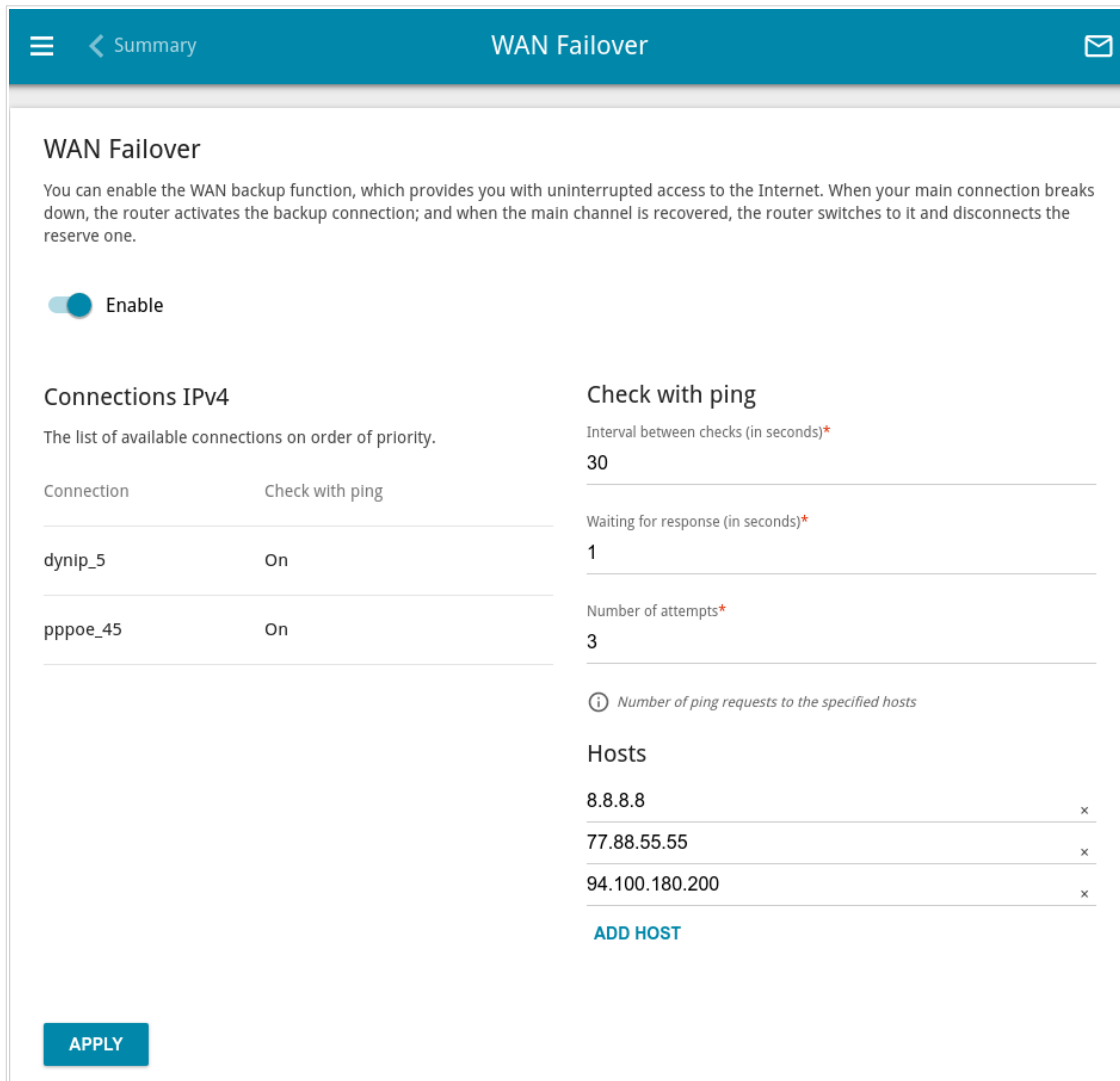 Summary
WAN Failover
WAN Failover
You can enable the WAN backup function, which provides you with uninterrupted access to the Internet. When your main connection breaks
down, the router activates the backup connection; and when the main channel is recovered, the router switches to it and disconnects the
reserve one.
Enable
Connections IPv4
The list of available connections on order of priority.
Connection Check with ping
dynip_5 On
pppoe_45 On
Check with ping
Interval between checks (in seconds)*
30
Waiting for response (in seconds)*
1
Number of attempts*
3
Number of ping requests to the specified hosts
Hosts
8.8.8.8 ×
77.88.55.55 ×
94.100.180.200 ×
ADD HOST
APPLY